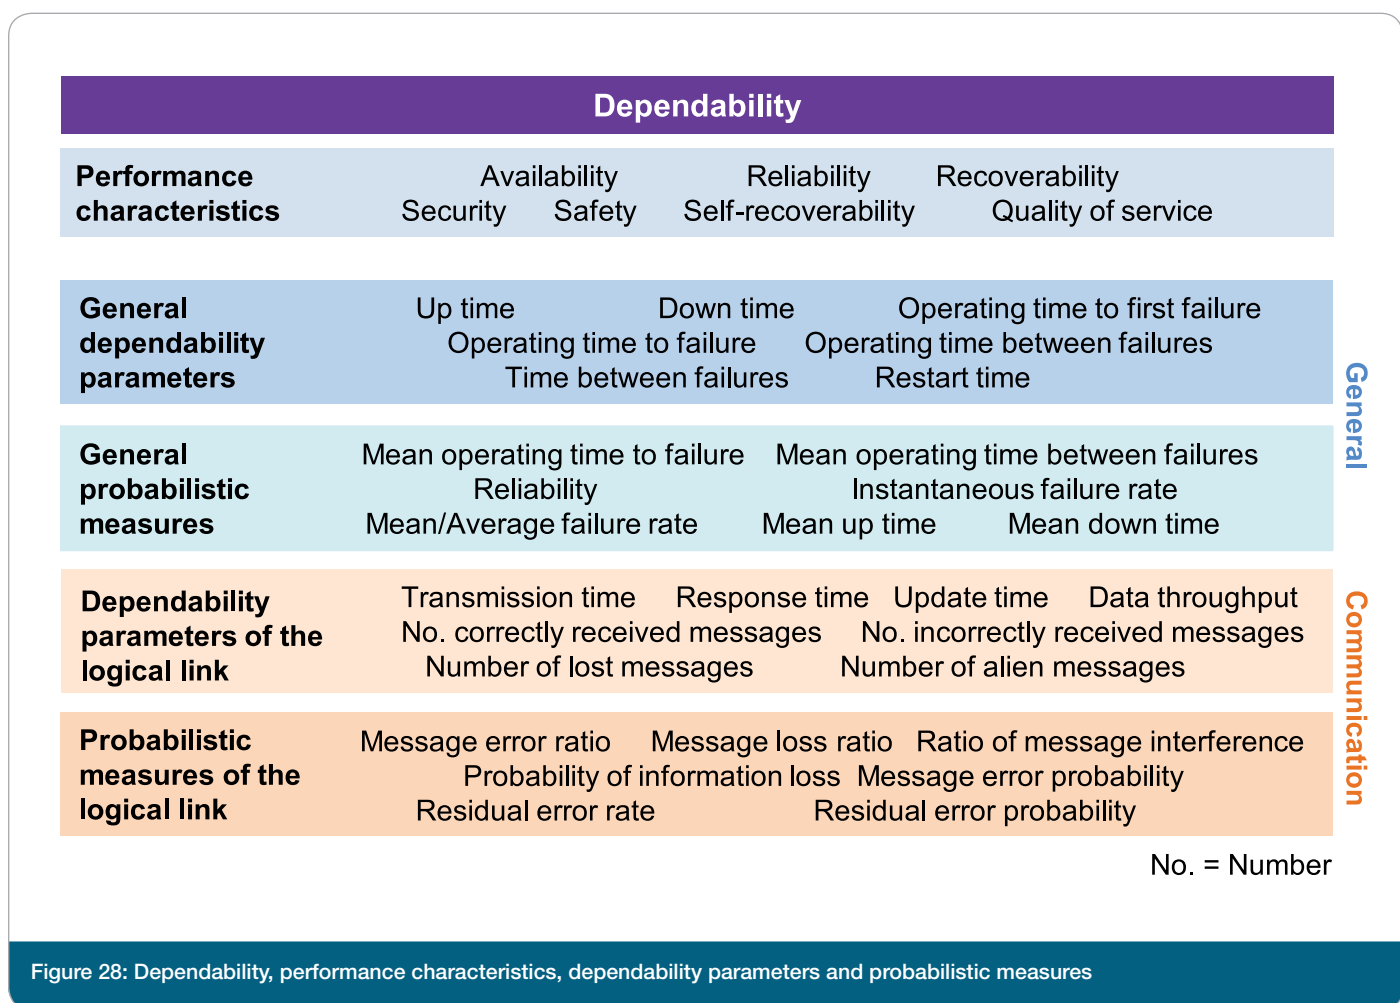 Dependability
Performance
characteristics
Availability Reliability Recoverability
Security Safety Self-recoverability Quality of service
General
dependability
parameters
Up time Down time Operating time to first failure
Operating time to failure Operating time between failures
Time between failures Restart time
General
probabilistic
measures
Mean operating time to failure Mean operating time between failures
Reliability Instantaneous failure rate
Mean/Average failure rate Mean up time Mean down time
General
Dependability
parameters of the
logical link
Transmission time Response time Update time Data throughput
No. correctly received messages No. incorrectly received messages
Number of lost messages Number of alien messages
Probabilistic
measures of the
logical link
Message error ratio Message loss ratio Ratio of message interference
Probability of information loss Message error probability
Residual error rate Residual error probability
Communication
No. = Number
Figure 28: Dependability, performance characteristics, dependability parameters and probabilistic measures